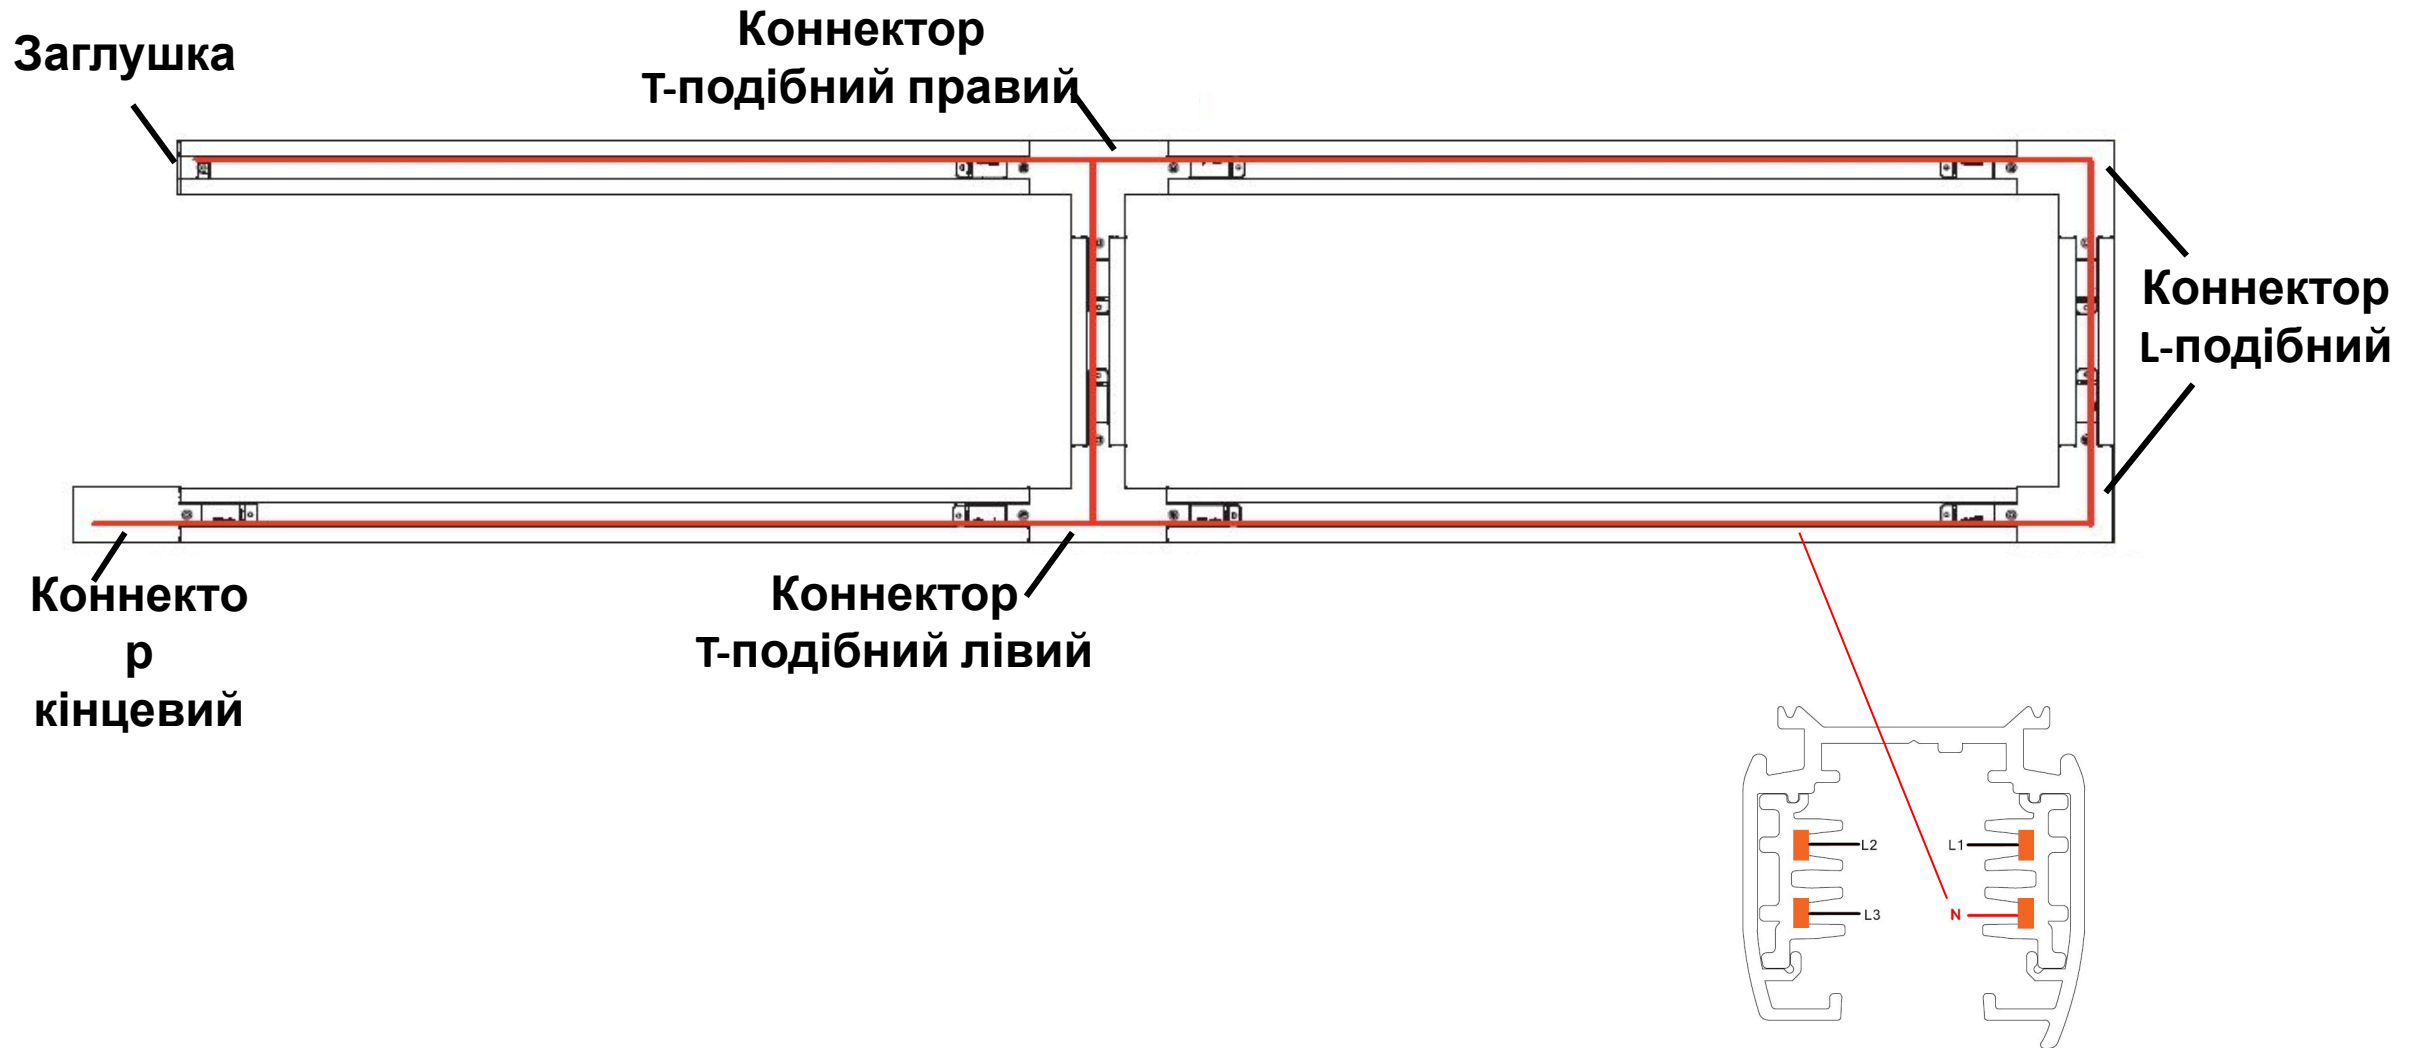 Заглушка
Коннектор
T-подібний правий
Коннектор
L-подібний
Коннекто
р
кінцевий
Коннектор
T-подібний лівий
L2
L1
L3
N